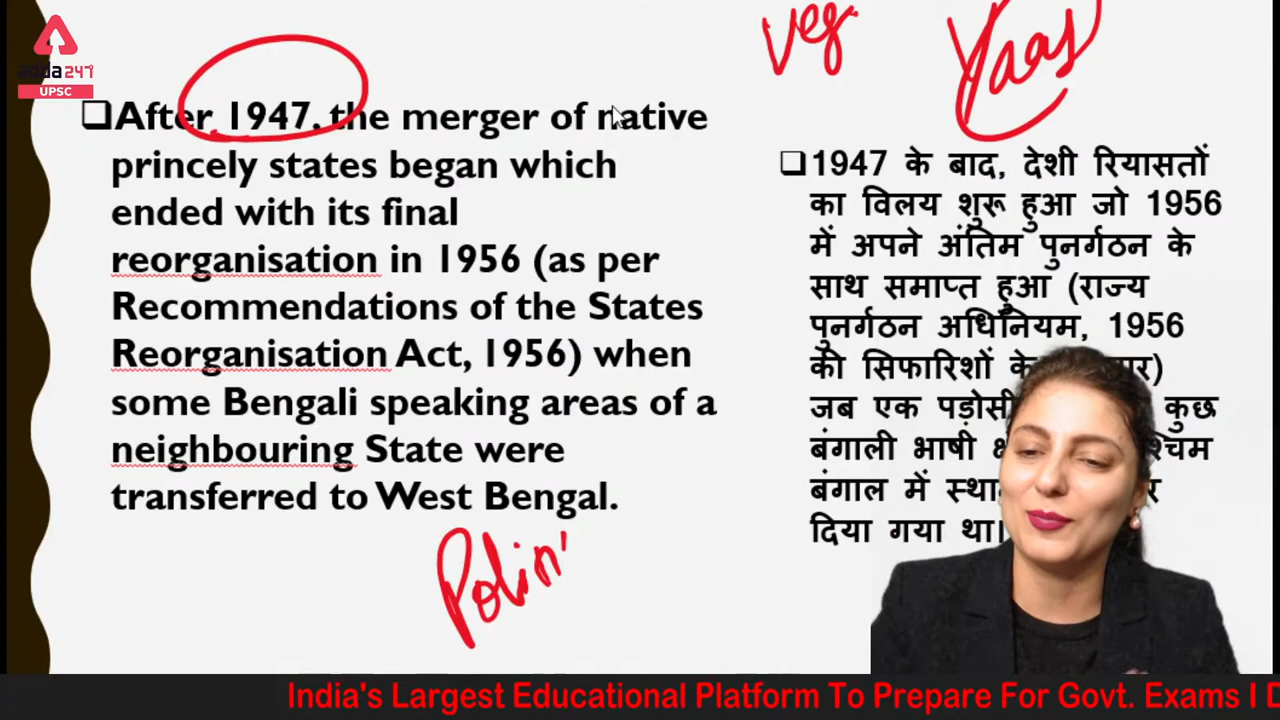 adda247
UPSC
veg
Yaas
❑After 1947, the merger of native
princely states began which
ended with its final
reorganisation in 1956 (as per
Recommendations of the States
Reorganisation Act, 1956) when
some Bengali speaking areas of a
neighbouring State were
transferred to West Bengal.
❑1947 के बाद, देशी रियासतों
का विलय शुरू हुआ जो 1956
में अपने अंतिम पुनर्गठन के
साथ समाप्त हुआ (राज्य
पुनर्गठन अधिनियम, 1956
की सिफारिशों के
जब एक पड़ोसी कुछ
बंगाली भाषी
बंगाल में
दिया गया था।
India's Largest Educational Platform To Prepare For Govt. Exams I